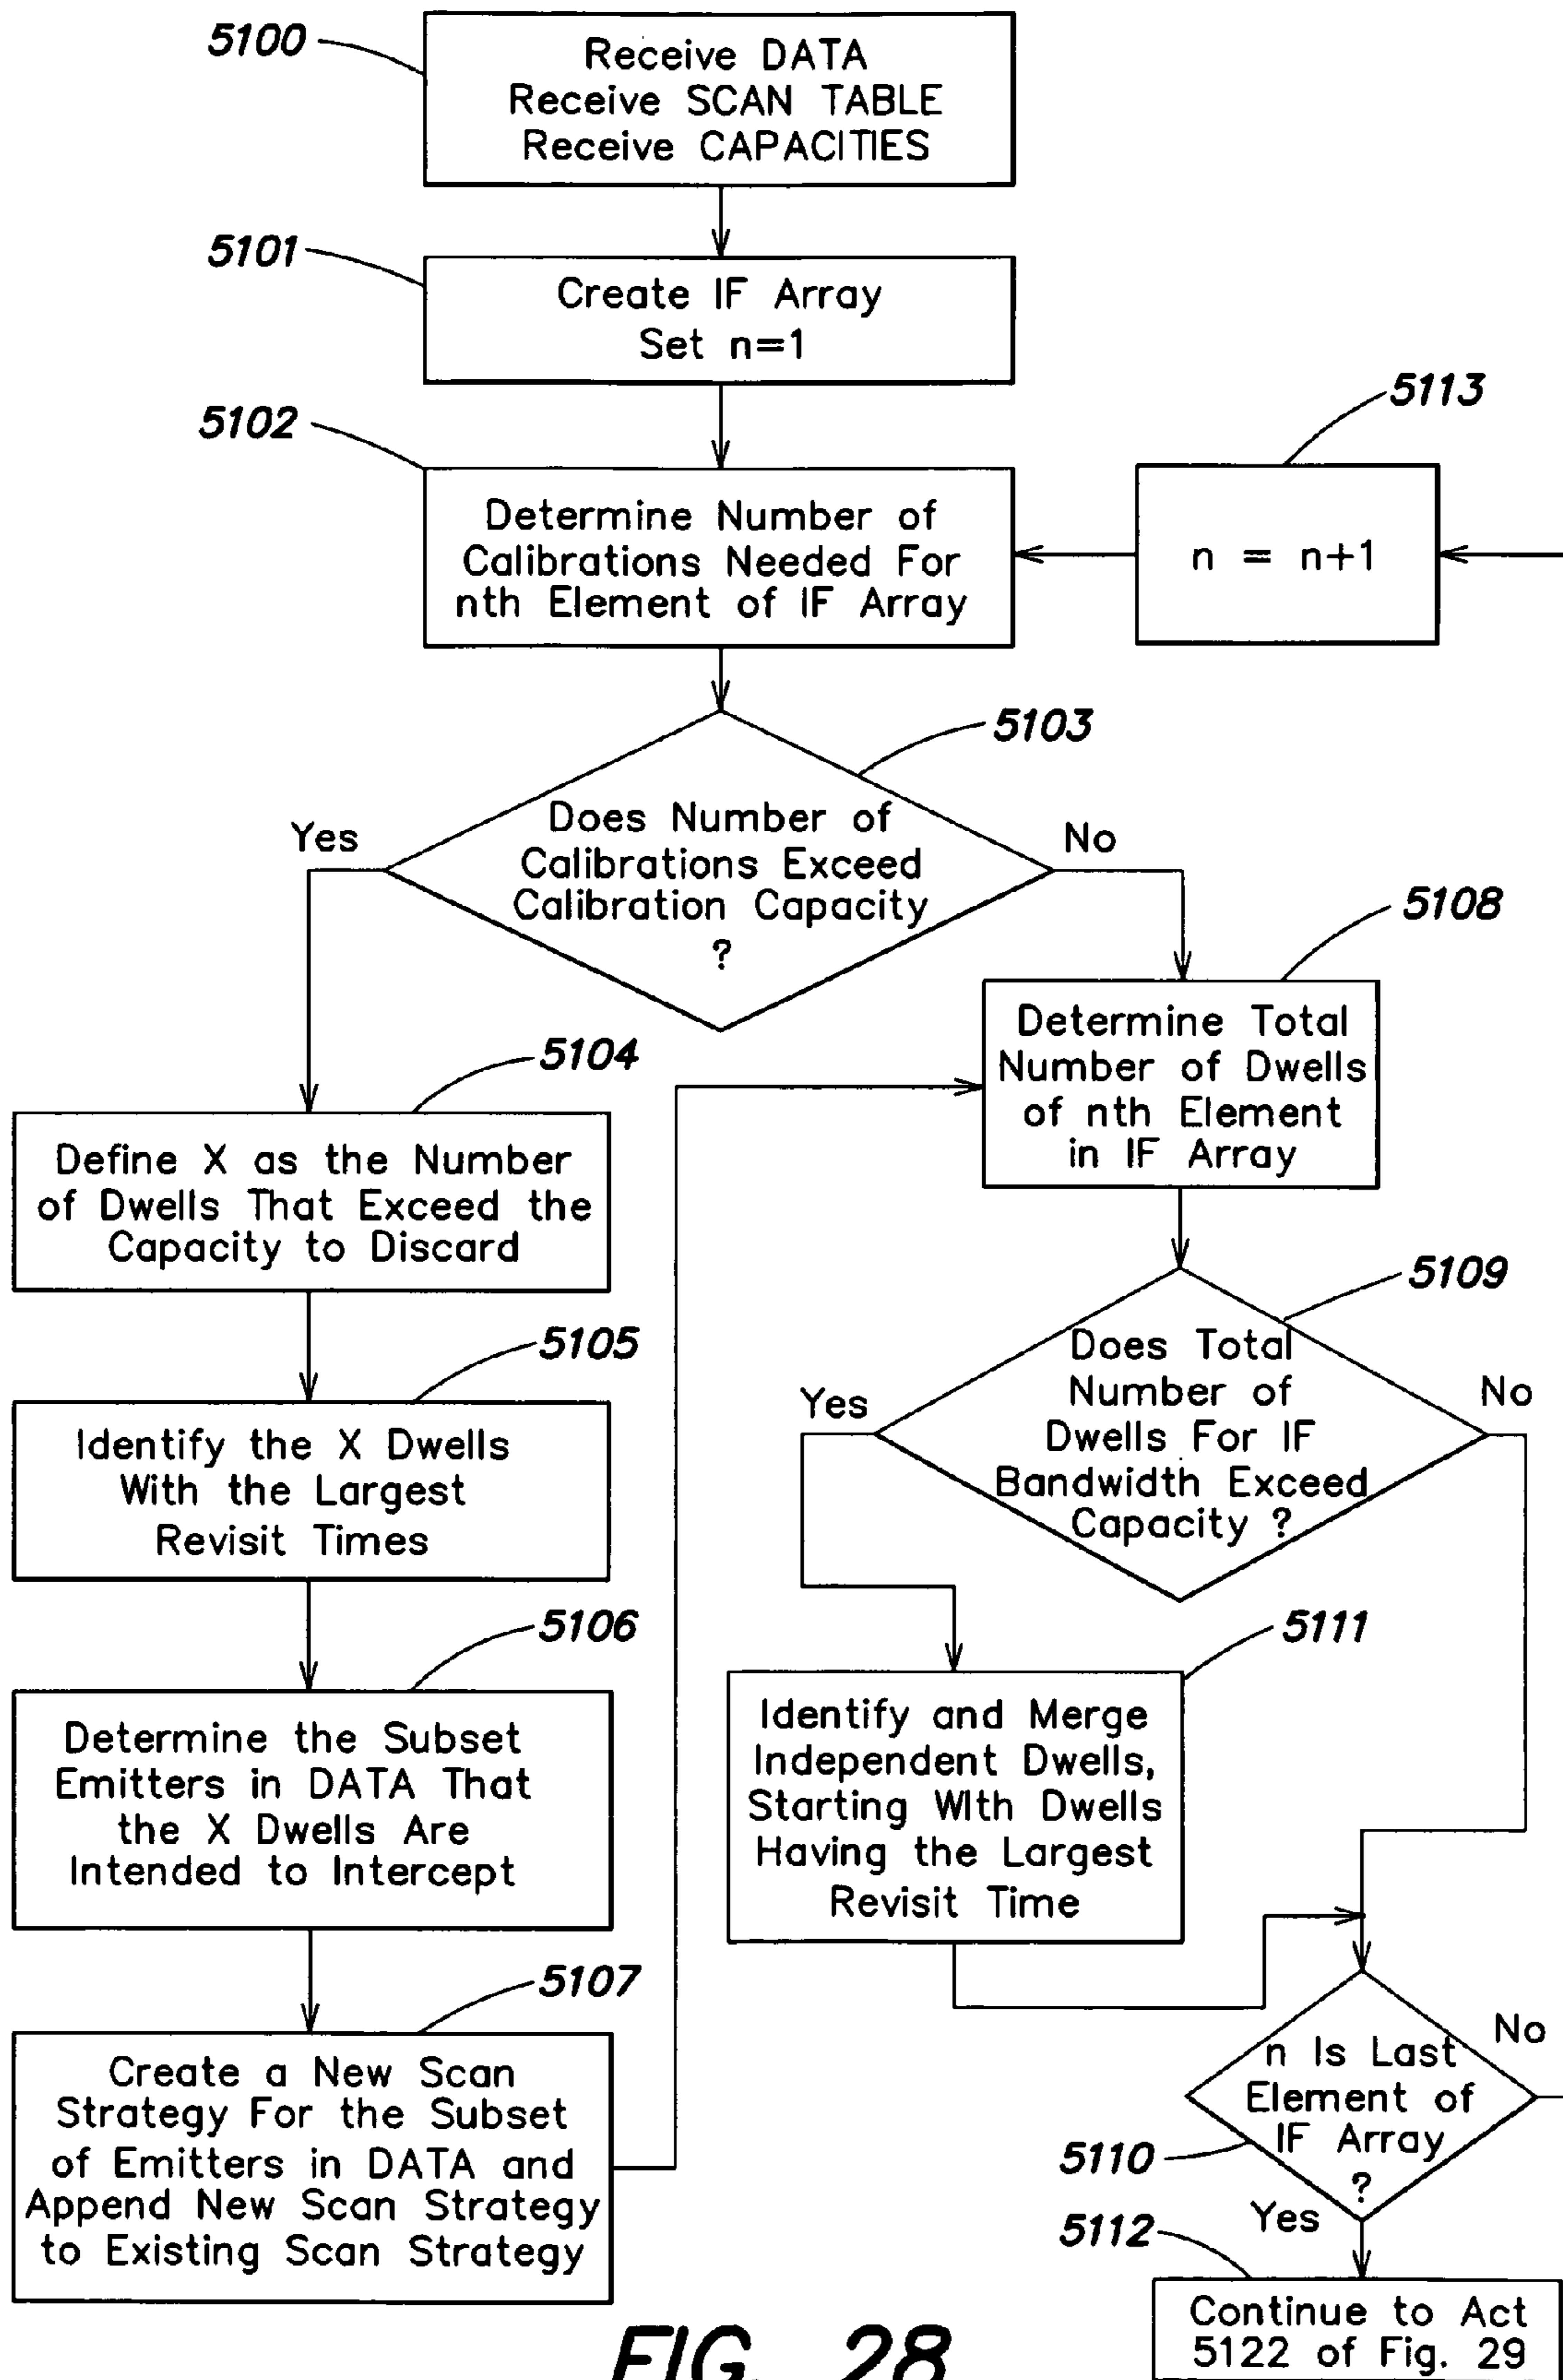 5100
Receive DATA
Receive SCAN TABLE
Receive CAPACITIES
5101
Create IF Array
Set n=1
5102
Determine Number of
Calibrations Needed For
nth Element of IF Array
5113
n = n+1
5103
Does Number of
Calibrations Exceed
Calibration Capacity
?
Yes
No
5104
Define X as the Number
of Dwells That Exceed the
Capacity to Discard
5105
Identify the X Dwells
With the Largest
Revisit Times
5106
Determine the Subset
Emitters in DATA That
the X Dwells Are
Intended to Intercept
5107
Create a New Scan
Strategy For the Subset
of Emitters in DATA and
Append New Scan Strategy
to Existing Scan Strategy
5108
Determine Total
Number of Dwells
of nth Element
in IF Array
5109
Does Total
Number of
Dwells For IF
Bandwidth Exceed
Capacity ?
Yes
No
5111
Identify and Merge
Independent Dwells,
Starting WIth Dwells
Having the Largest
Revisit Time
5110
n Is Last
Element of
IF Array
?
No
Yes
5112
Continue to Act
5122 of Fig. 29
FIG. 28